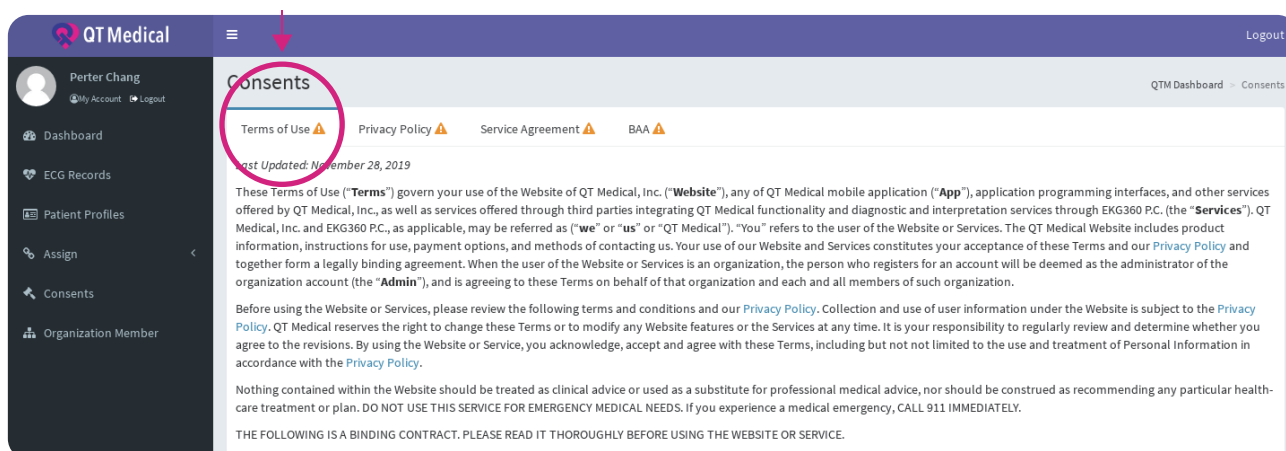 QT Medical
Logout
Perter Chang
My Account Logout
Dashboard
ECG Records
Patient Profiles
Assign
Consents
Organization Member
Consents
QTM Dashboard > Consents
Terms of Use Privacy Policy Service Agreement BAA
Last Updated: November 28, 2019
These Terms of Use (“Terms”) govern your use of the Website of QT Medical, Inc. (“Website”), any of QT Medical mobile application (“App”), application programming interfaces, and other services
offered by QT Medical, Inc., as well as services offered through third parties integrating QT Medical functionality and diagnostic and interpretation services through EKG360 P.C. (the “Services”). QT
Medical, Inc. and EKG360 P.C., as applicable, may be referred as (“we” or “us” or “QT Medical”). “You” refers to the user of the Website or Services. The QT Medical Website includes product
information, instructions for use, payment options, and methods of contacting us. Your use of our Website and Services constitutes your acceptance of these Terms and our Privacy Policy and
together form a legally binding agreement. When the user of the Website or Services is an organization, the person who registers for an account will be deemed as the administrator of the
organization account (the “Admin”), and is agreeing to these Terms on behalf of that organization and each and all members of such organization.
Before using the Website or Services, please review the following terms and conditions and our Privacy Policy. Collection and use of user information under the Website is subject to the Privacy
Policy. QT Medical reserves the right to change these Terms or to modify any Website features or the Services at any time. It is your responsibility to regularly review and determine whether you
agree to the revisions. By using the Website or Service, you acknowledge, accept and agree with these Terms, including but not not limited to the use and treatment of Personal Information in
accordance with the Privacy Policy.
Nothing contained within the Website should be treated as clinical advice or used as a substitute for professional medical advice, nor should be construed as recommending any particular health-
care treatment or plan. DO NOT USE THIS SERVICE FOR EMERGENCY MEDICAL NEEDS. If you experience a medical emergency, CALL 911 IMMEDIATELY.
THE FOLLOWING IS A BINDING CONTRACT. PLEASE READ IT THOROUGHLY BEFORE USING THE WEBSITE OR SERVICE.